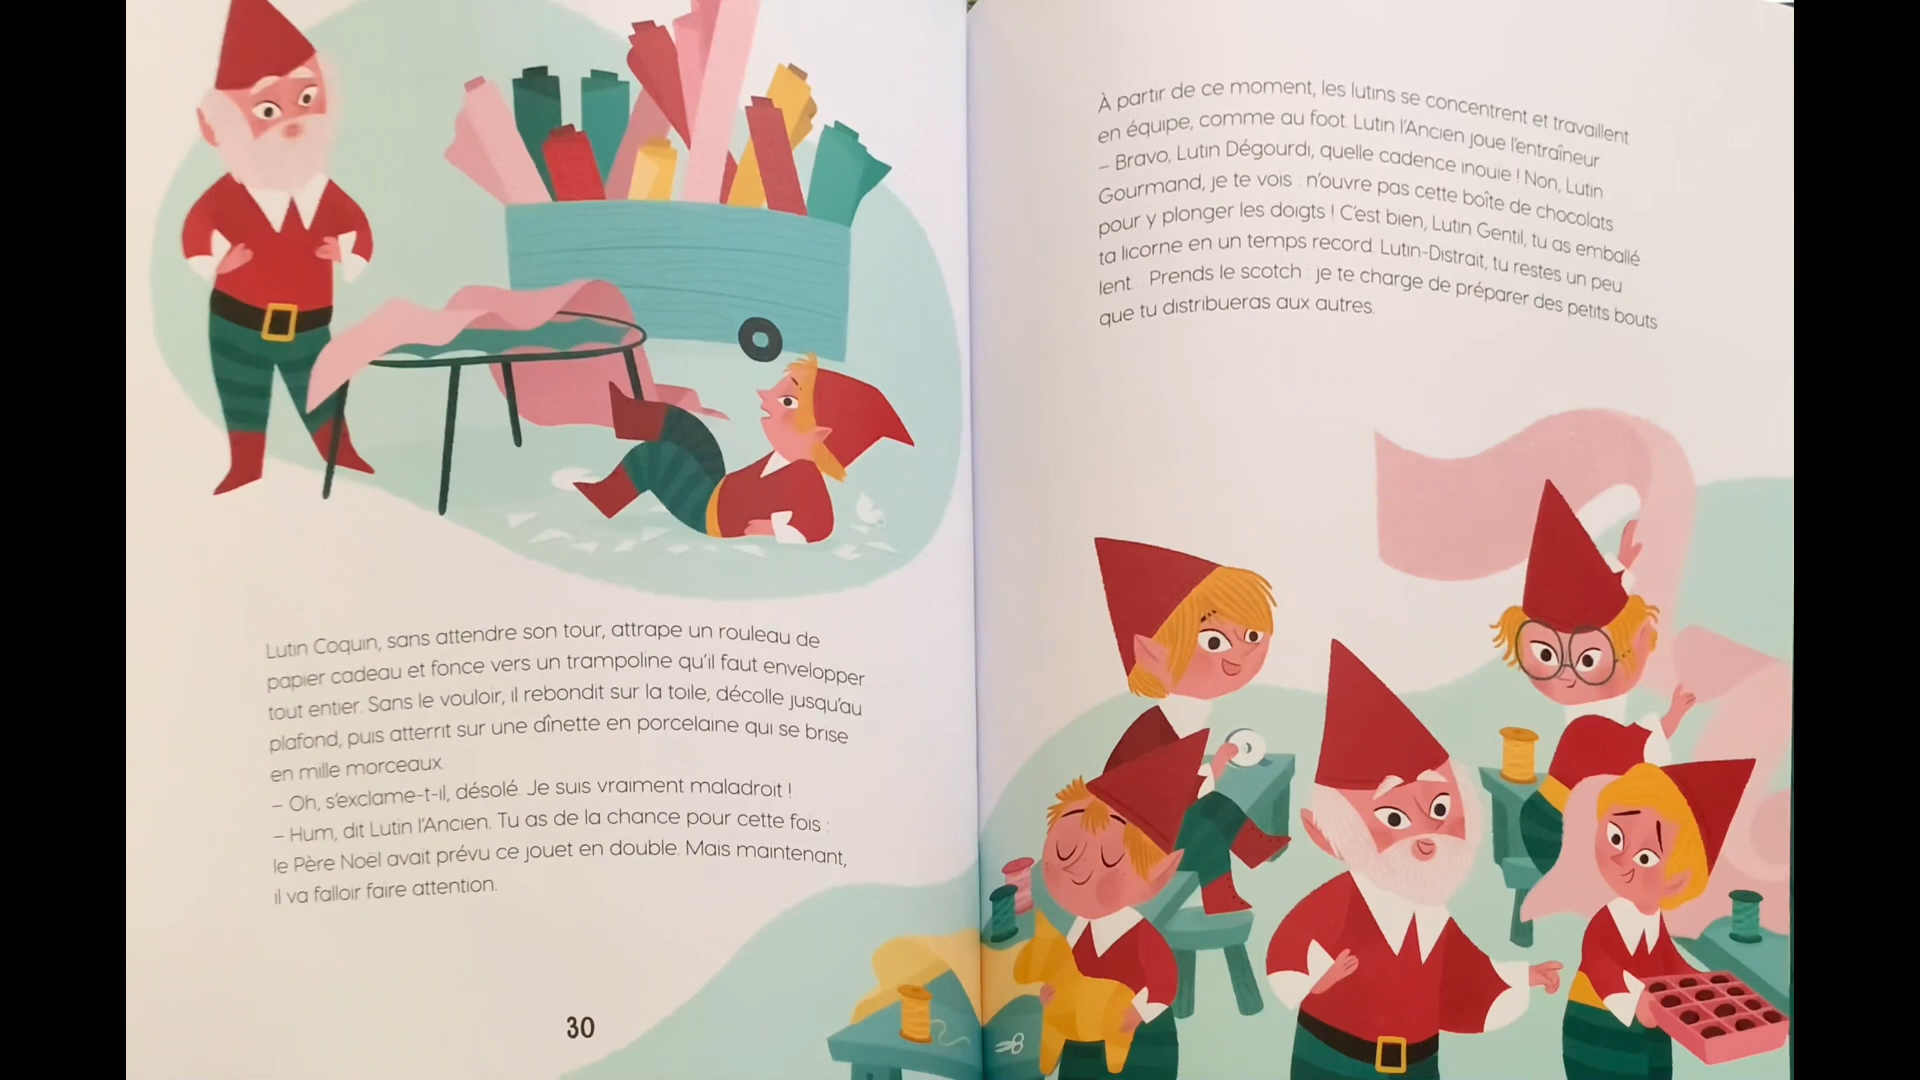 Lutin Coquin, sans attendre son tour, attrape un rouleau de
papier cadeau et fonce vers un trampoline qu'il faut envelopper
tout entier. Sans le vouloir, il rebondit sur la toile, décolle jusqu'au
plafond, puis atterrit sur une dînette en porcelaine qui se brise
en mille morceaux.
– Oh, s'exclame-t-il, désolé. Je suis vraiment maladroit !
– Hum, dit Lutin l'Ancien. Tu as de la chance pour cette fois :
le Père Noël avait prévu ce jouet en double. Mais maintenant,
il va falloir faire attention.
30
À partir de ce moment, les lutins se concentrent et travaillent
en équipe, comme au foot. Lutin l'Ancien joue l'entraîneur
– Bravo, Lutin Dégourdi, quelle cadence inouïe ! Non, Lutin
Gourmand, je te vois : n'ouvre pas cette boîte de chocolats
pour y plonger les doigts ! C'est bien, Lutin Gentil, tu as emballé
ta licorne en un temps record. Lutin-Distrait, tu restes un peu
lent... Prends le scotch : je te charge de préparer des petits bouts
que tu distribueras aux autres.